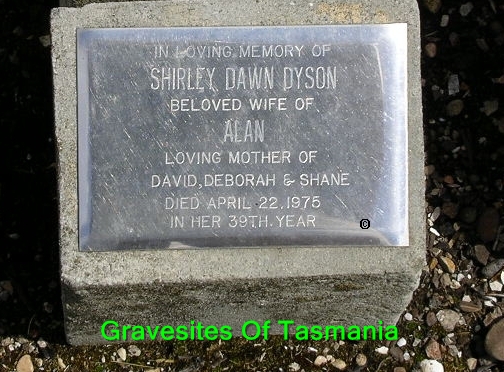 IN LOVING MEMORY OF
SHIRLEY DAWN DYSON
BELOVED WIFE OF
ALAN
LOVING MOTHER OF
DAVID, DEBORAH & SHANE
DIED APRIL 22, 1975
IN HER 39TH. YEAR
©
Gravesites Of Tasmania